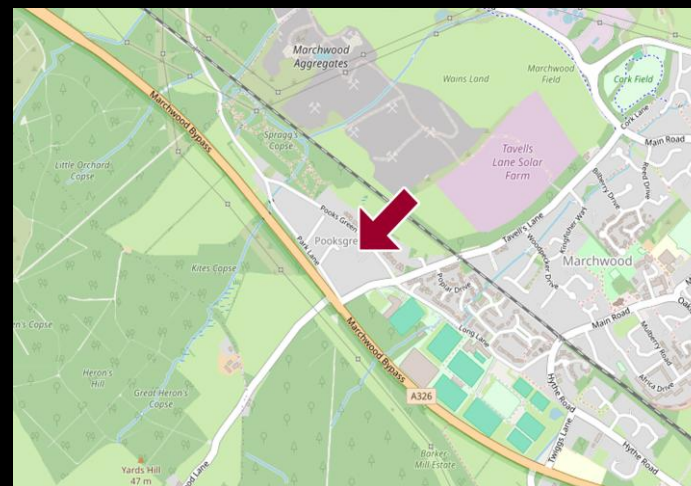 Marchwood
Aggregates
Wains Land
Marchwood
Field
Cork Field
Cork Lane
Main Road
Marchwood Bypass
Spragg's
Copse
Tavells
Lane Solar
Farm
Bilberry Drive
Reed Drive
Little Orchard
Copse
Kingfisher Way
Pooks Green
Tavell's Lane
Woodpecker Drive
Park Lane
Marchwood
Kites Copse
Poplar Drive
Main Road
Marchwood Bypass
Long Lane
Mulberry Road
Heron's
Hill
Great Heron's
Copse
A326
Hythe Road
Africa Drive
Barker
Mill Estate
Twiggs Lane
Hythe Road
Yards Hill
47 m